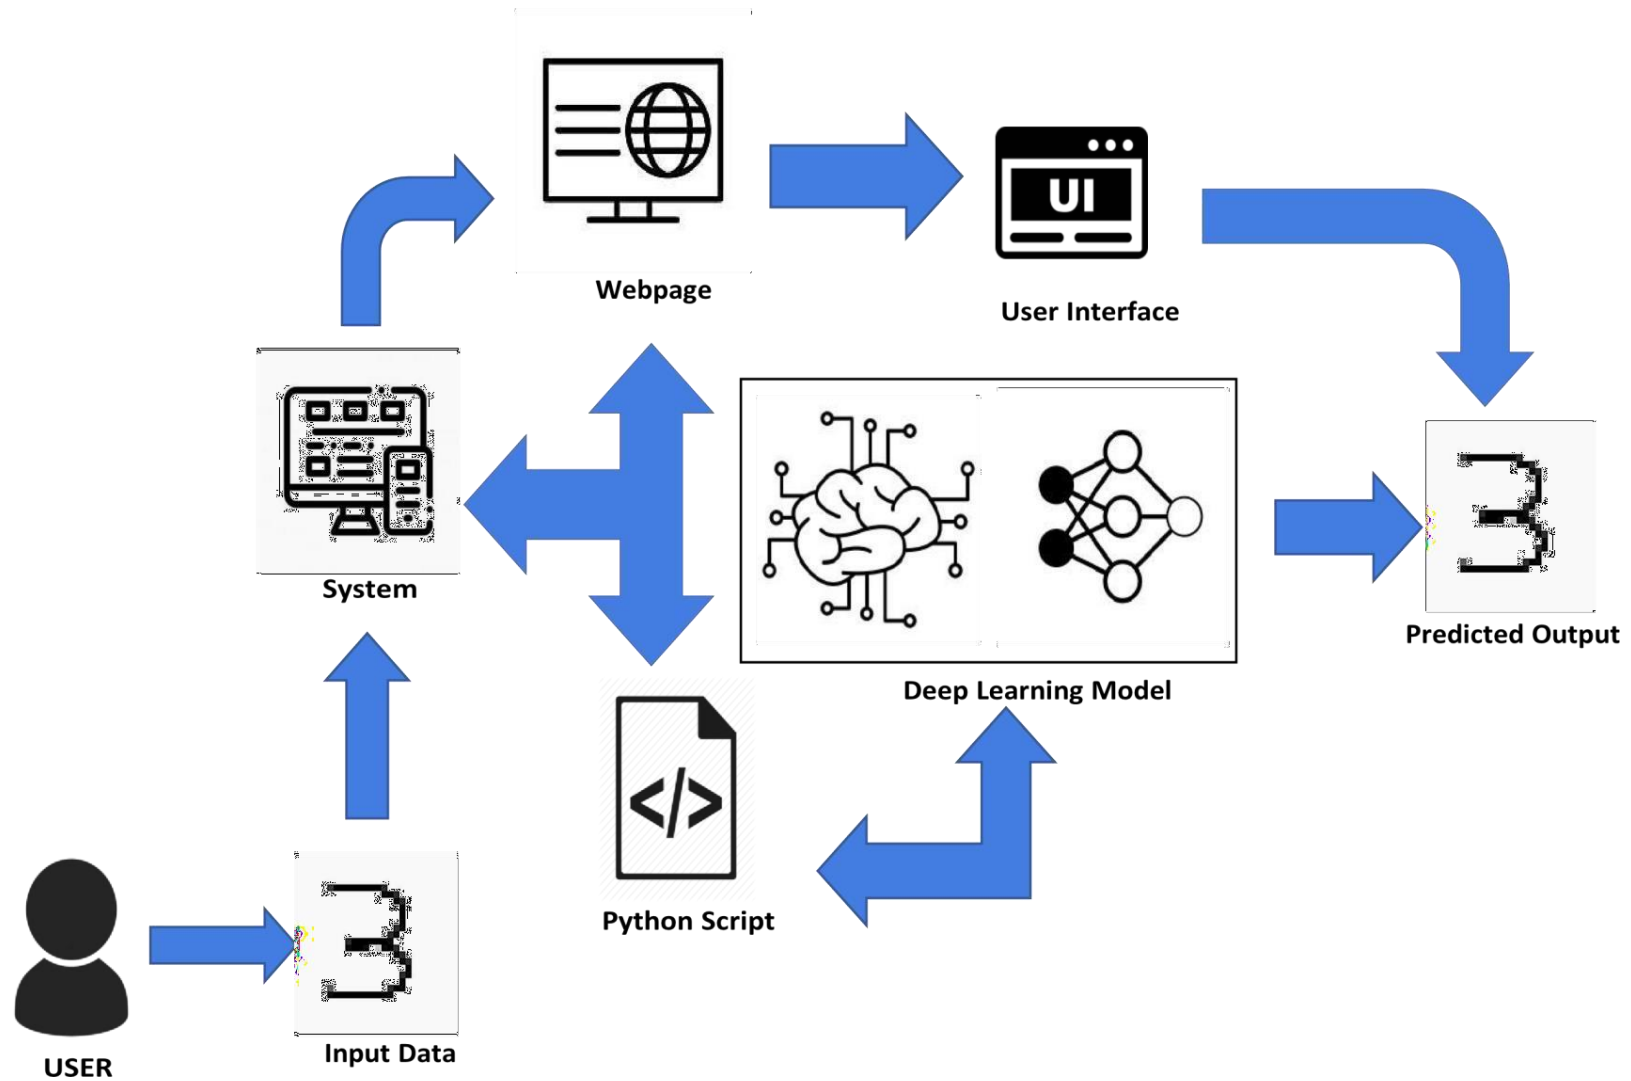 Webpage
UI
User Interface
System
Deep Learning Model
3
Predicted Output
</>
Python Script
3
Input Data
USER